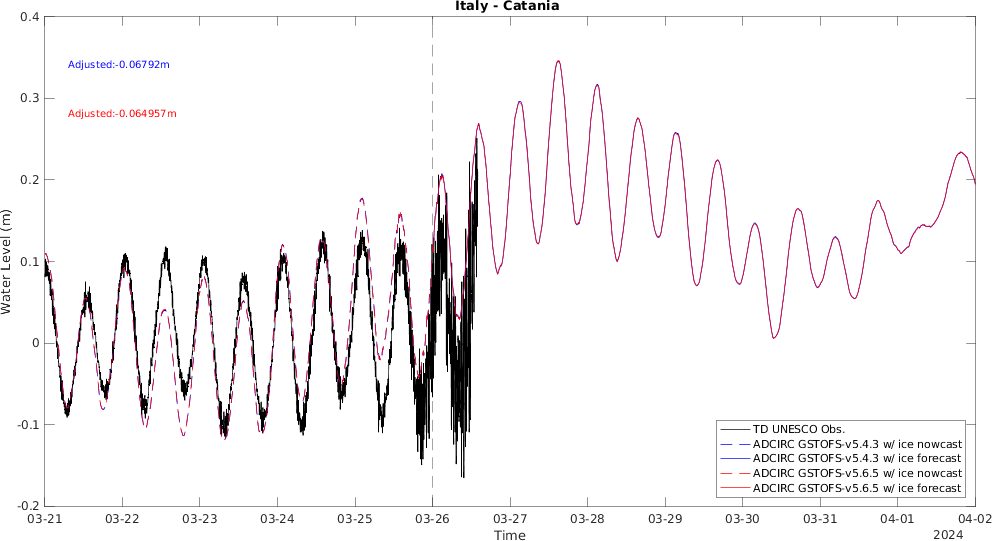 Italy - Catania
0.4
Adjusted:-0.06792m
0.3
Adjusted:-0.064957m
0.2
0.1
Water Level (m)
0
-0.1
TD UNESCO Obs.
ADCIRC GSTOFS-v5.4.3 w/ ice nowcast
ADCIRC GSTOFS-v5.4.3 w/ ice forecast
ADCIRC GSTOFS-v5.6.5 w/ ice nowcast
ADCIRC GSTOFS-v5.6.5 w/ ice forecast
-0.2
03-21 03-22 03-23 03-24 03-25 03-26 03-27 03-28 03-29 03-30 03-31 04-01 04-02
Time 2024